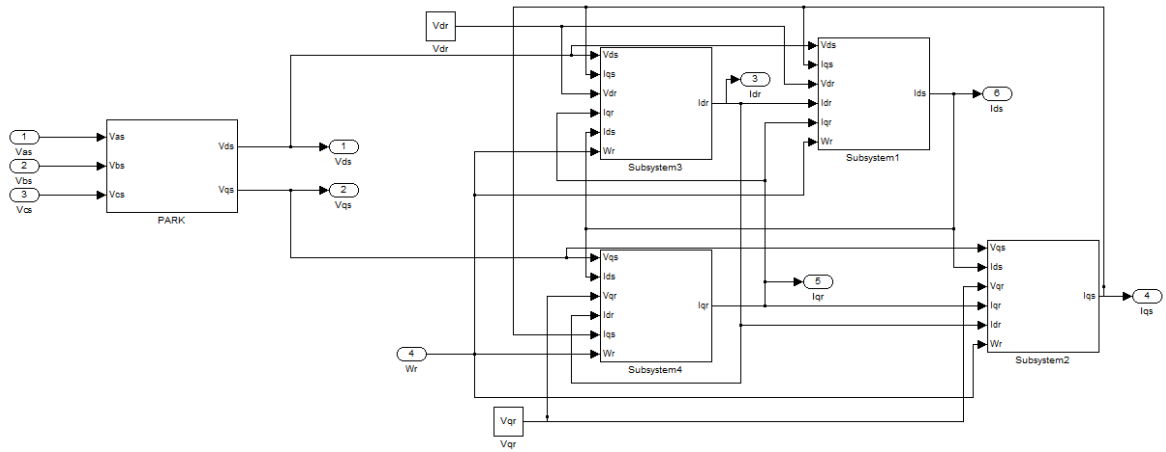 1
Vas
2
Vbs
3
Vcs
Vas
Vbs
Vcs
Vds
Vqs
PARK
1
Vds
2
Vqs
Vdr
Vdr
Vds
Iqs
Vdr
Iqr
Ids
Wr
Idr
Subsystem3
3
Idr
Vds
Iqs
Vdr
Idr
Iqr
Wr
Ids
Subsystem1
6
Ids
4
Wr
Vqs
Ids
Vqr
Idr
Iqs
Wr
Iqr
Subsystem4
5
Iqr
Vqs
Ids
Vqr
Iqr
Idr
Wr
Iqs
Subsystem2
4
Iqs
Vqr
Vqr